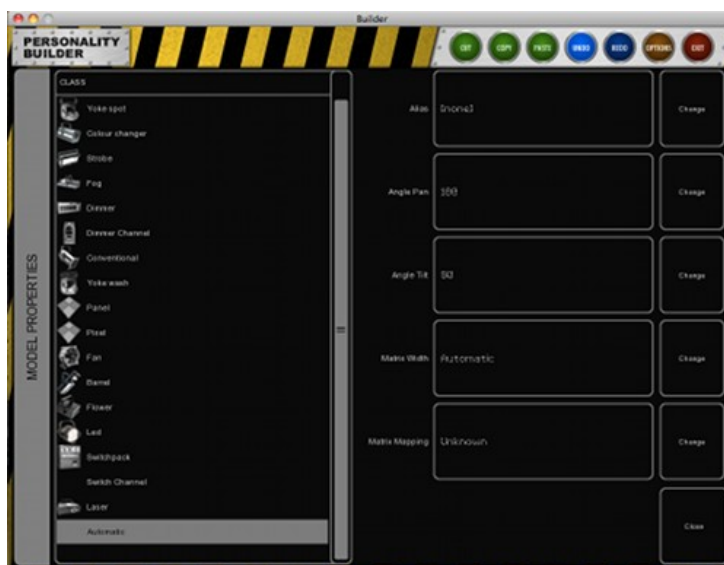 Builder
PERSONALITY
BUILDER
CUT COPY PASTE UNDO REDO OPTIONS EXIT
MODEL PROPERTIES
CLASS
Yoke spot
Colour changer
Strobe
Fog
Dimmer
Dimmer Channel
Conventional
Yoke wash
Panel
Pixel
Fan
Barrel
Flower
Led
Switchpack
Switch Channel
Laser
Automatic
Alias [none] Change
Angle Pan Change
Angle Tilt 90 Change
Matrix Width Automatic Change
Matrix Mapping Unknown Change
Close